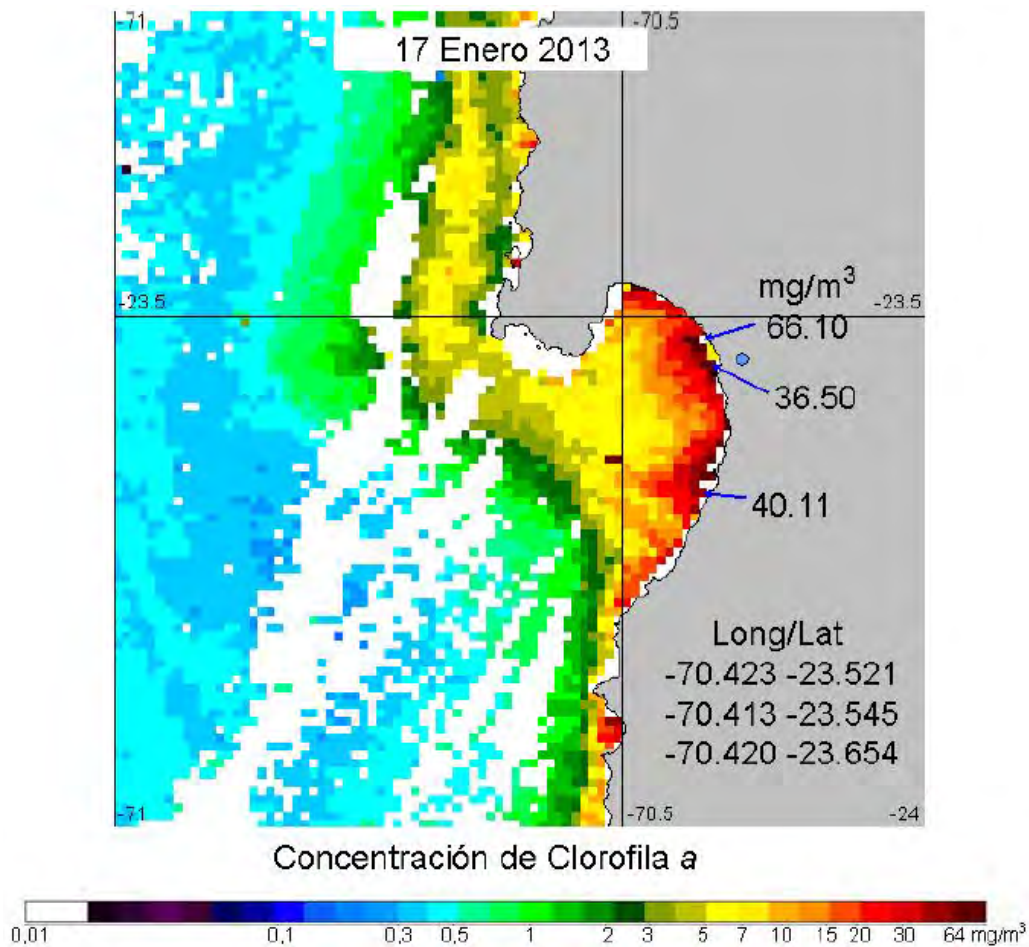 -71
-70.5
17 Enero 2013
-23.5
-23.5
mg/m³
66.10
36.50
40.11
Long/Lat
-70.423 -23.521
-70.413 -23.545
-70.420 -23.654
-71
-70.5
-24
Concentración de Clorofila a
0,01 0,1 0.3 0,5 1 2 3 5 7 10 15 20 30 64 mg/m³